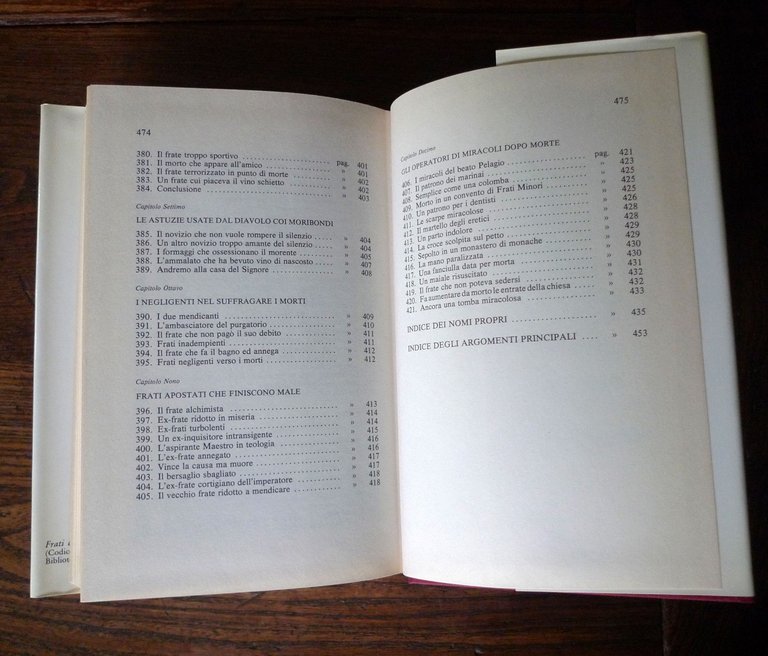 474
380. Il frate troppo sportivo . . . . . . . . . . . . . . . . . . . . pag. 401
381. Il morto che appare all'amico . . . . . . . . . . . . . . . . » 401
382. Il frate terrorizzato in punto di morte . . . . . . . . . . » 402
383. Un frate cui piaceva il vino schietto . . . . . . . . . . . » 402
384. Conclusione . . . . . . . . . . . . . . . . . . . . . . . . . . . . . » 403
Capitolo Settimo
LE ASTUZIE USATE DAL DIAVOLO COI MORIBONDI
385. Il novizio che non vuole rompere il silenzio . . . . . » 404
386. Un altro novizio troppo amante del silenzio . . . . . » 404
387. I formaggi che ossessionano il morente . . . . . . . . . » 405
388. L'ammalato che ha bevuto vino di nascosto . . . . . » 407
389. Andremo alla casa del Signore . . . . . . . . . . . . . . . . » 408
Capitolo Ottavo
I NEGLIGENTI NEL SUFFRAGARE I MORTI
390. I due mendicanti . . . . . . . . . . . . . . . . . . . . . . . . . » 409
391. L'ambasciatore del purgatorio . . . . . . . . . . . . . . . » 410
392. Il frate che non pagò il suo debito . . . . . . . . . . . . » 411
393. Frati inadempienti . . . . . . . . . . . . . . . . . . . . . . . . » 411
394. Il frate che fa il bagno ed annega . . . . . . . . . . . . . » 412
395. Frati negligenti verso i morti . . . . . . . . . . . . . . . . » 412
Capitolo Nono
FRATI APOSTATI CHE FINISCONO MALE
396. Il frate alchimista . . . . . . . . . . . . . . . . . . . . . . . . » 413
397. Ex-frate ridotto in miseria . . . . . . . . . . . . . . . . . . » 414
398. Ex-frati turbolenti . . . . . . . . . . . . . . . . . . . . . . . . » 414
399. Un ex-inquisitore intransigente . . . . . . . . . . . . . . . » 415
400. L'aspirante Maestro in teologia . . . . . . . . . . . . . . » 416
401. L'ex-frate annegato . . . . . . . . . . . . . . . . . . . . . . . » 416
402. Vince la causa ma muore . . . . . . . . . . . . . . . . . . . » 417
403. Il bersaglio sbagliato . . . . . . . . . . . . . . . . . . . . . . » 417
404. L'ex-frate cortigiano dell'imperatore . . . . . . . . . . . » 418
405. Il vecchio frate ridotto a mendicare . . . . . . . . . . . . » 418
Frati
(Codic
Bibliot
475
Capitolo Decimo
GLI OPERATORI DI MIRACOLI DOPO MORTE
406. I miracoli del beato Pelagio . . . . . . . . . . . . . . . . . pag. 421
407. Il patrono dei marinai . . . . . . . . . . . . . . . . . . . . . » 423
408. Semplice come una colomba . . . . . . . . . . . . . . . . . » 425
409. Morto in un convento di Frati Minori . . . . . . . . . . » 425
410. Un patrono per i dentisti . . . . . . . . . . . . . . . . . . . » 425
411. Le scarpe miracolose . . . . . . . . . . . . . . . . . . . . . . » 426
412. Il martello degli eretici . . . . . . . . . . . . . . . . . . . . » 428
413. Un parto indolore . . . . . . . . . . . . . . . . . . . . . . . . » 428
414. La croce scolpita sul petto . . . . . . . . . . . . . . . . . . » 429
415. Sepolto in un monastero di monache . . . . . . . . . . . » 429
416. La mano paralizzata . . . . . . . . . . . . . . . . . . . . . . » 430
417. Una fanciulla data per morta . . . . . . . . . . . . . . . . » 430
418. Un maiale risuscitato . . . . . . . . . . . . . . . . . . . . . . » 431
419. Il frate che non poteva sedersi . . . . . . . . . . . . . . . » 432
420. Fa aumentare da morto le entrate della chiesa . . . . » 432
421. Ancora una tomba miracolosa . . . . . . . . . . . . . . . . » 433
INDICE DEI NOMI PROPRI . . . . . . . . . . . . . . . . . » 435
INDICE DEGLI ARGOMENTI PRINCIPALI . . . . » 453